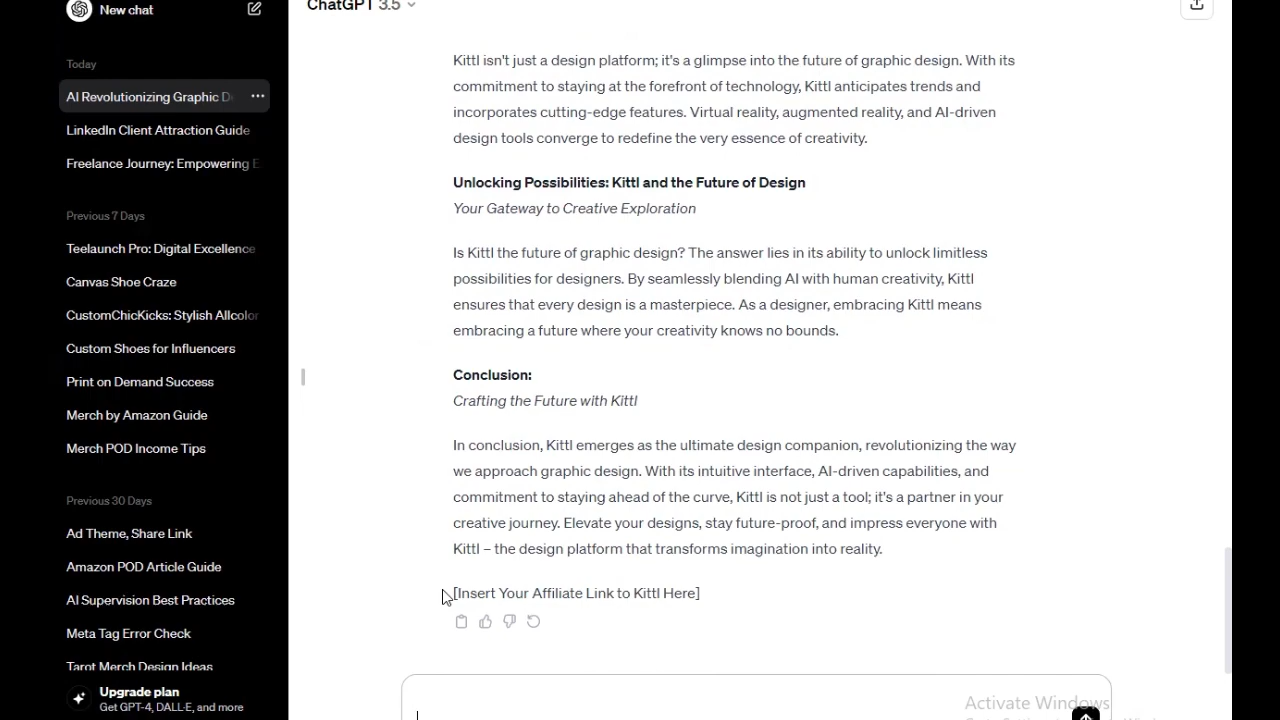 New chat
Today
AI Revolutionizing Graphic D
LinkedIn Client Attraction Guide
Freelance Journey: Empowering E
Previous 7 Days
Teelaunch Pro: Digital Excellence
Canvas Shoe Craze
CustomChicKicks: Stylish Allcolor
Custom Shoes for Influencers
Print on Demand Success
Merch by Amazon Guide
Merch POD Income Tips
Previous 30 Days
Ad Theme, Share Link
Amazon POD Article Guide
AI Supervision Best Practices
Meta Tag Error Check
Tarot Merch Design Ideas
Upgrade plan
Get GPT-4, DALL·E, and more
ChatGPT 3.5
Kittl isn't just a design platform; it's a glimpse into the future of graphic design. With its
commitment to staying at the forefront of technology, Kittl anticipates trends and
incorporates cutting-edge features. Virtual reality, augmented reality, and AI-driven
design tools converge to redefine the very essence of creativity.
Unlocking Possibilities: Kittl and the Future of Design
Your Gateway to Creative Exploration
Is Kittl the future of graphic design? The answer lies in its ability to unlock limitless
possibilities for designers. By seamlessly blending AI with human creativity, Kittl
ensures that every design is a masterpiece. As a designer, embracing Kittl means
embracing a future where your creativity knows no bounds.
Conclusion:
Crafting the Future with Kittl
In conclusion, Kittl emerges as the ultimate design companion, revolutionizing the way
we approach graphic design. With its intuitive interface, AI-driven capabilities, and
commitment to staying ahead of the curve, Kittl is not just a tool; it's a partner in your
creative journey. Elevate your designs, stay future-proof, and impress everyone with
Kittl – the design platform that transforms imagination into reality.
[Insert Your Affiliate Link to Kittl Here]
Activate Windows